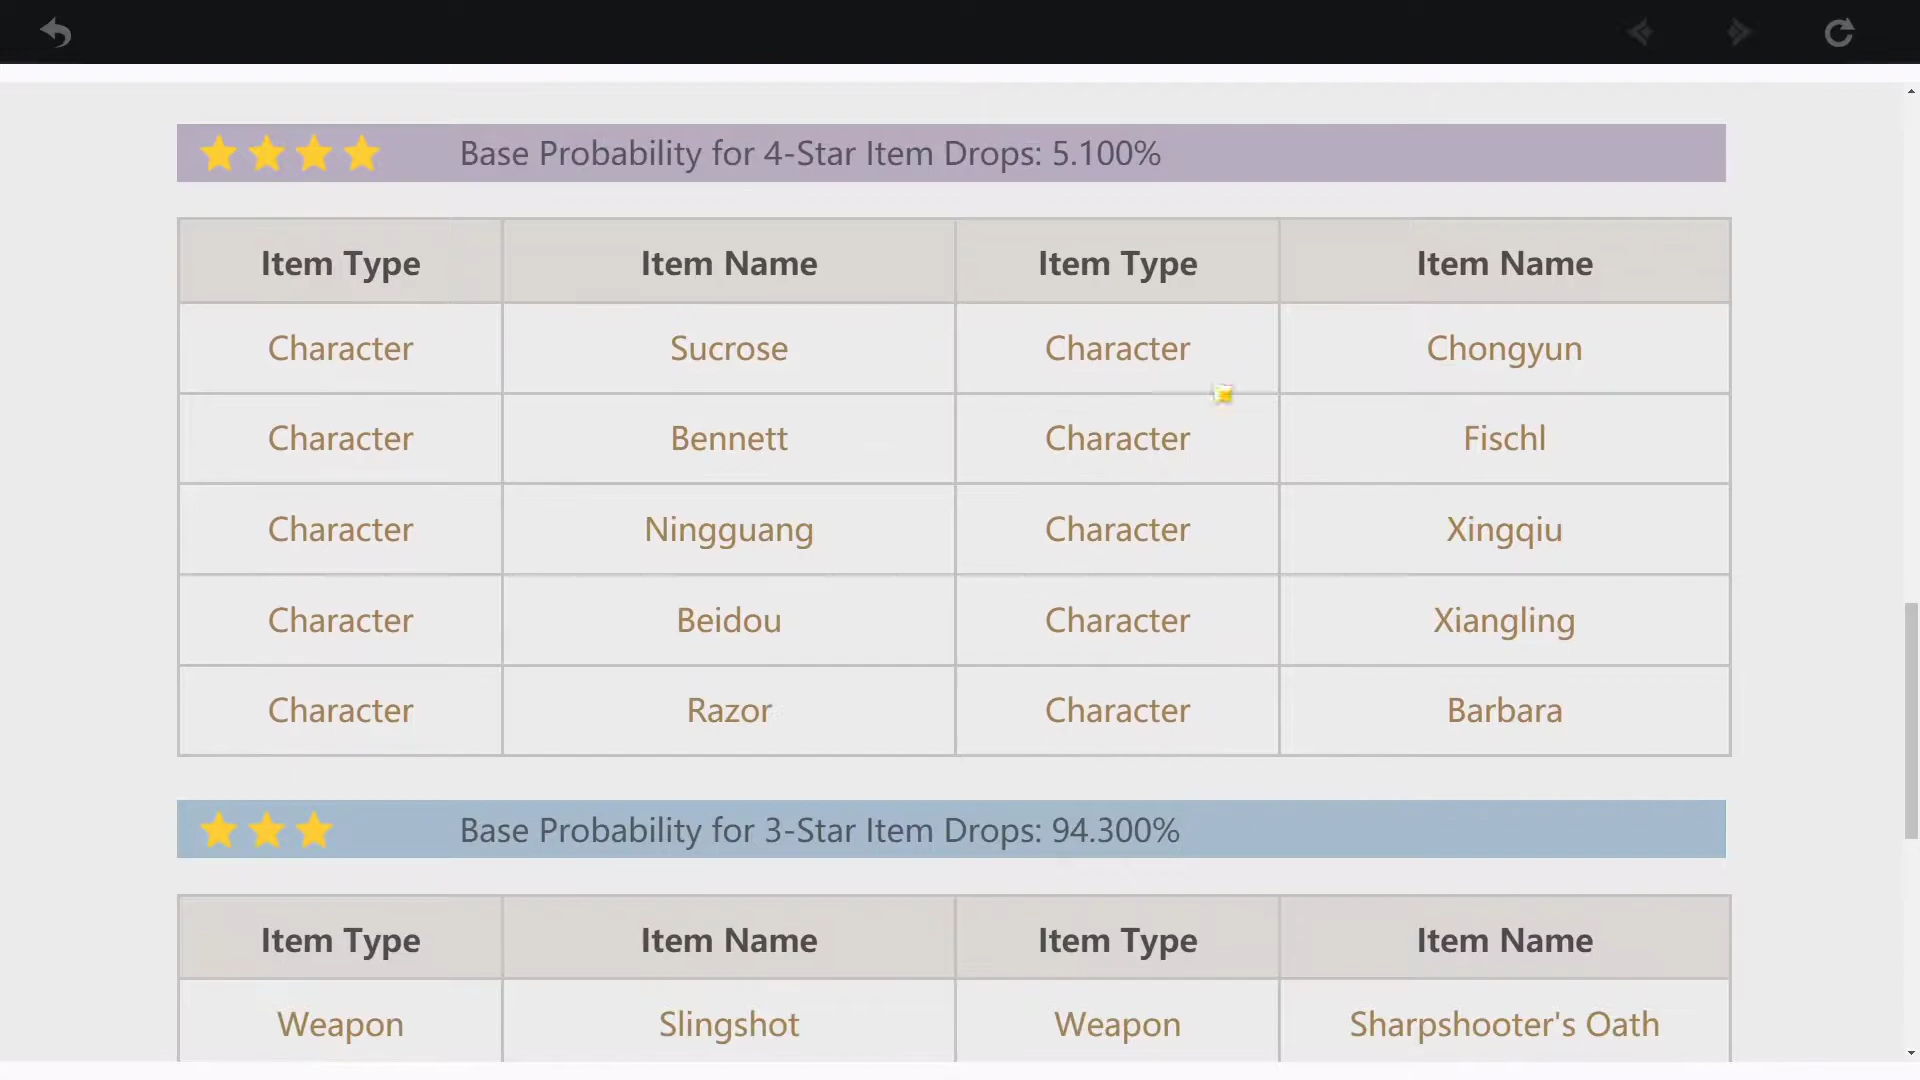 Base Probability for 4-Star Item Drops: 5.100%
Item Type Item Name Item Type Item Name
Character Sucrose Character Chongyun
Character Bennett Character Fischl
Character Ningguang Character Xingqiu
Character Beidou Character Xiangling
Character Razor Character Barbara
Base Probability for 3-Star Item Drops: 94.300%
Item Type Item Name Item Type Item Name
Weapon Slingshot Weapon Sharpshooter's Oath